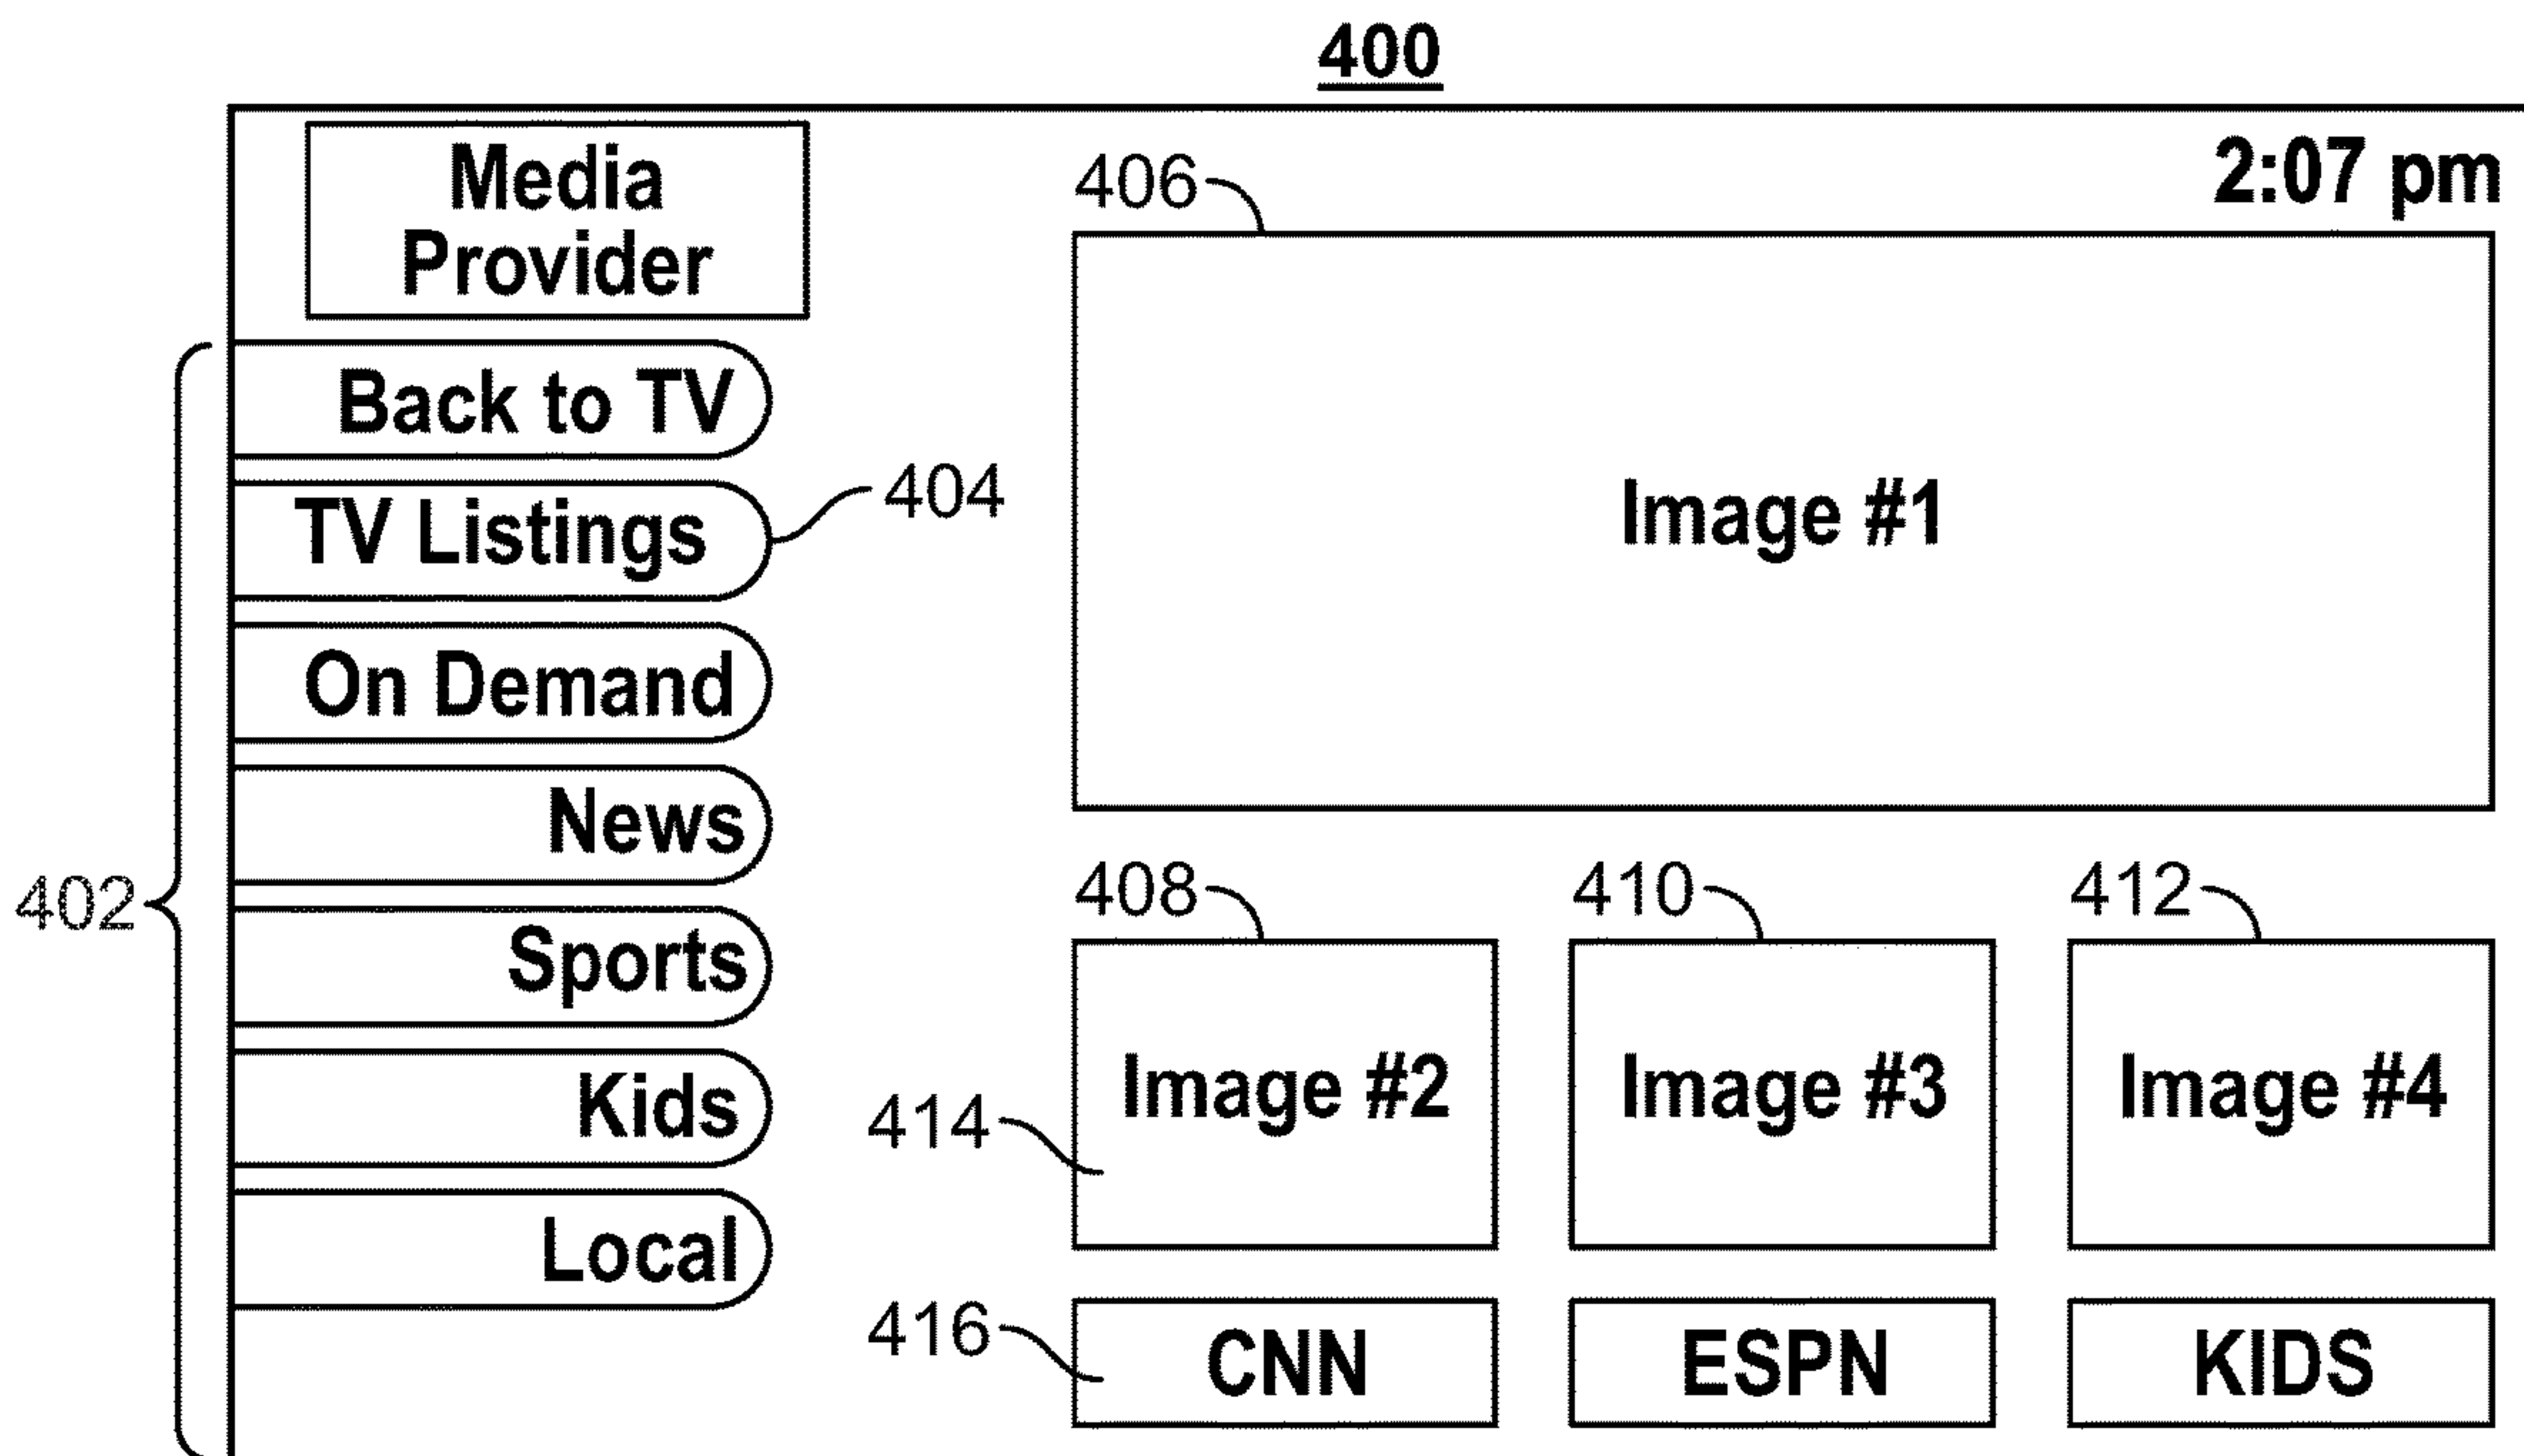 400
Media
Provider
2:07 pm
406
Back to TV
TV Listings
404
On Demand
News
Sports
Kids
Local
402
Image #1
408
410
412
Image #2
Image #3
Image #4
414
416
CNN
ESPN
KIDS